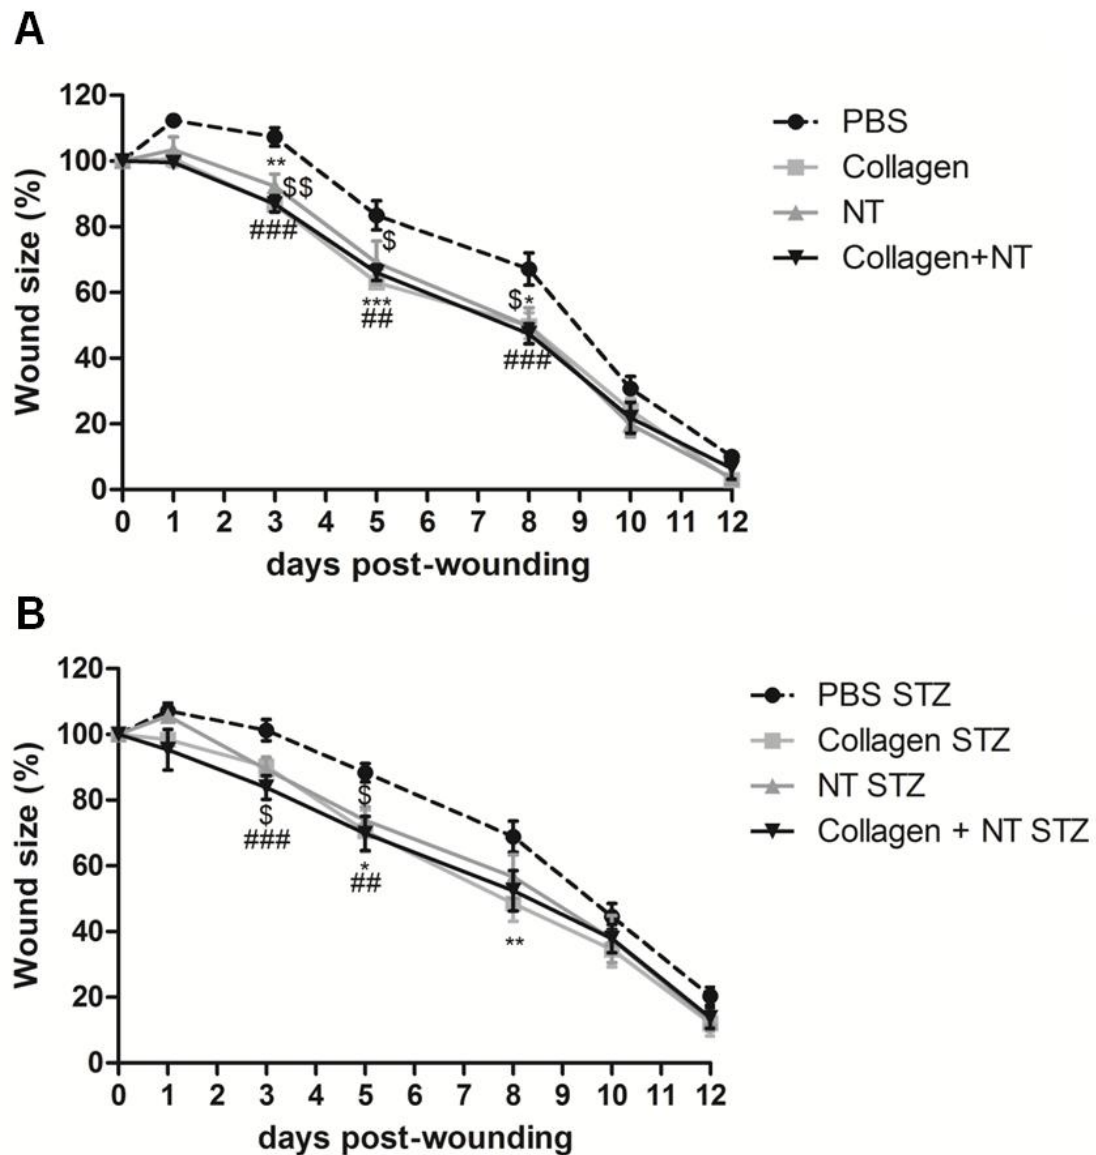 A
120
100
80
60
40
20
0
Wound size (%)
**
$$
###
$
***
##
$*
###
0 1 2 3 4 5 6 7 8 9 10 11 12
days post-wounding
PBS
Collagen
NT
Collagen+NT
B
120
100
80
60
40
20
0
Wound size (%)
$
###
$
*
##
**
0 1 2 3 4 5 6 7 8 9 10 11 12
days post-wounding
PBS STZ
Collagen STZ
NT STZ
Collagen + NT STZ